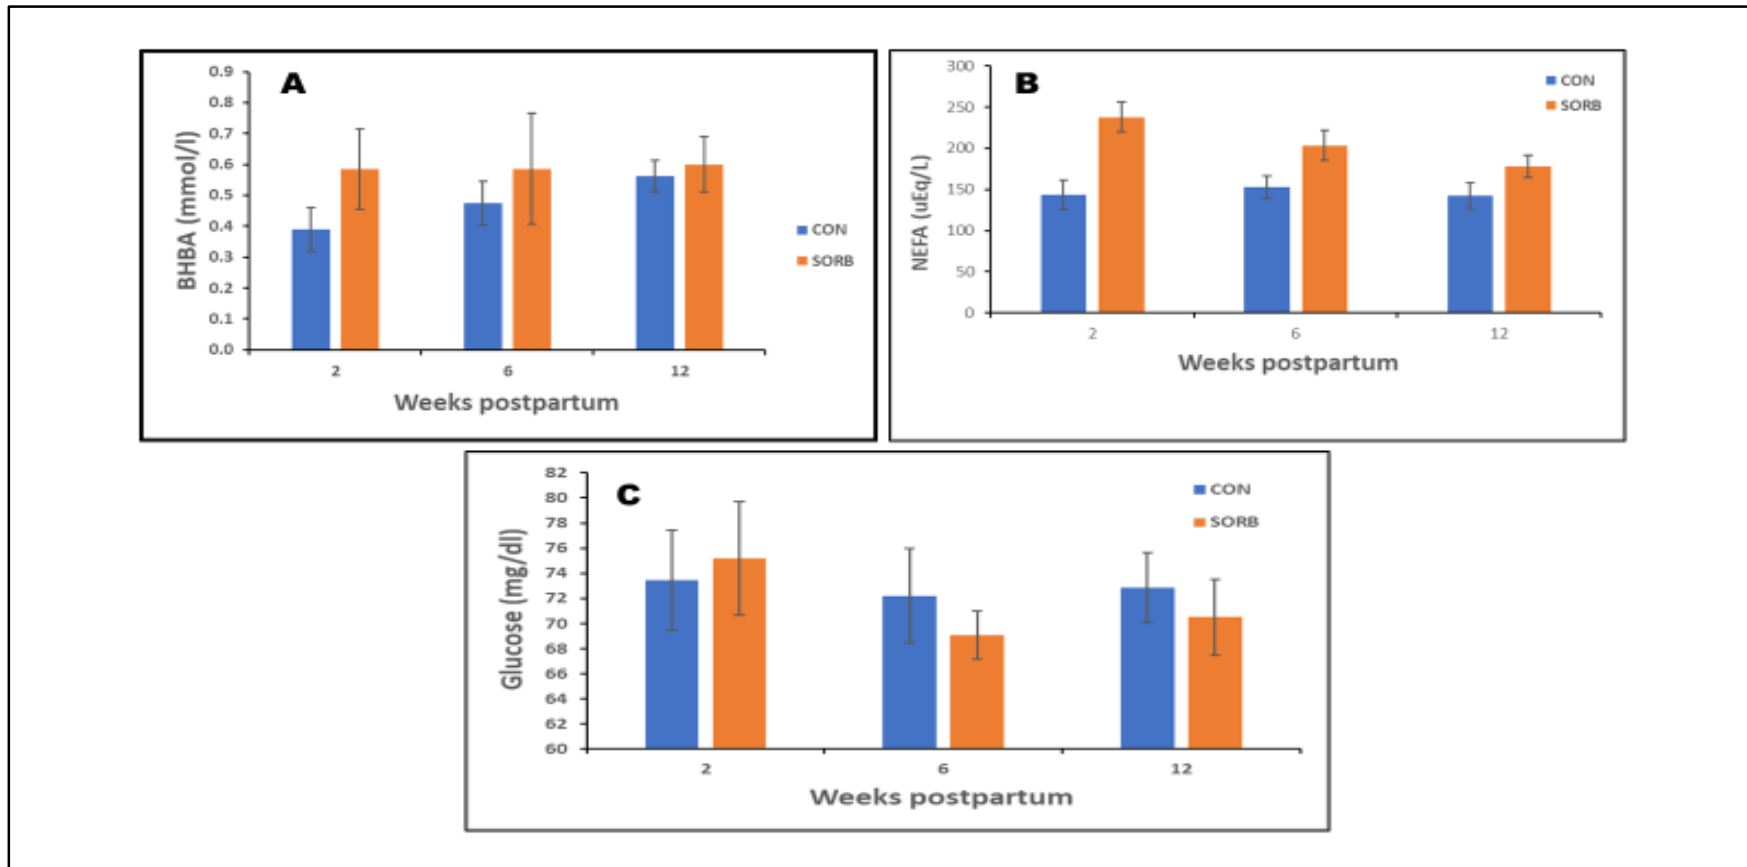 A
BHBA (mmol/l)
0.9
0.8
0.7
0.6
0.5
0.4
0.3
0.2
0.1
0.0
2 6 12
Weeks postpartum
CON
SORB
B
NEFA (uEq/L)
300
250
200
150
100
50
0
2 6 12
Weeks postpartum
CON
SORB
C
Glucose (mg/dl)
82
80
78
76
74
72
70
68
66
64
62
60
2 6 12
Weeks postpartum
CON
SORB